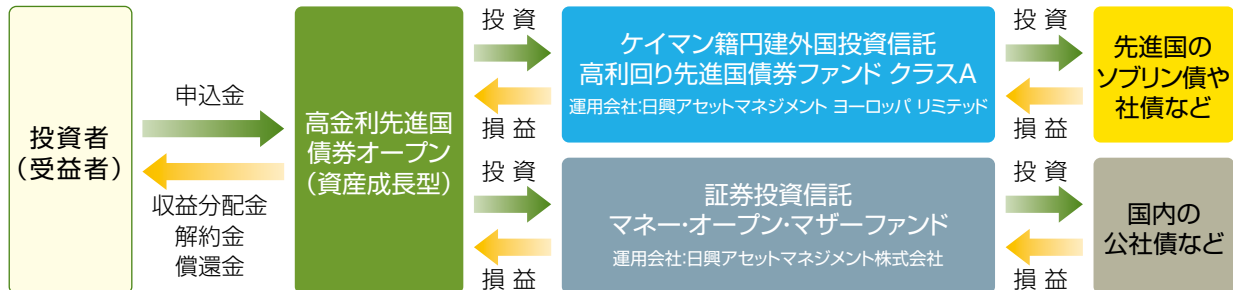 投資者
（受益者）
申込金
収益分配金
解約金
償還金
高金利先進国
債券オープン
（資産成長型）
投 資
損 益
ケイマン籍円建外国投資信託
高利回り先進国債券ファンド クラスA
運用会社:日興アセットマネジメント ヨーロッパ リミテッド
投 資
損 益
先進国の
ソブリン債や
社債など
投 資
損 益
証券投資信託
マネー・オープン・マザーファンド
運用会社:日興アセットマネジメント株式会社
投 資
損 益
国内の
公社債など